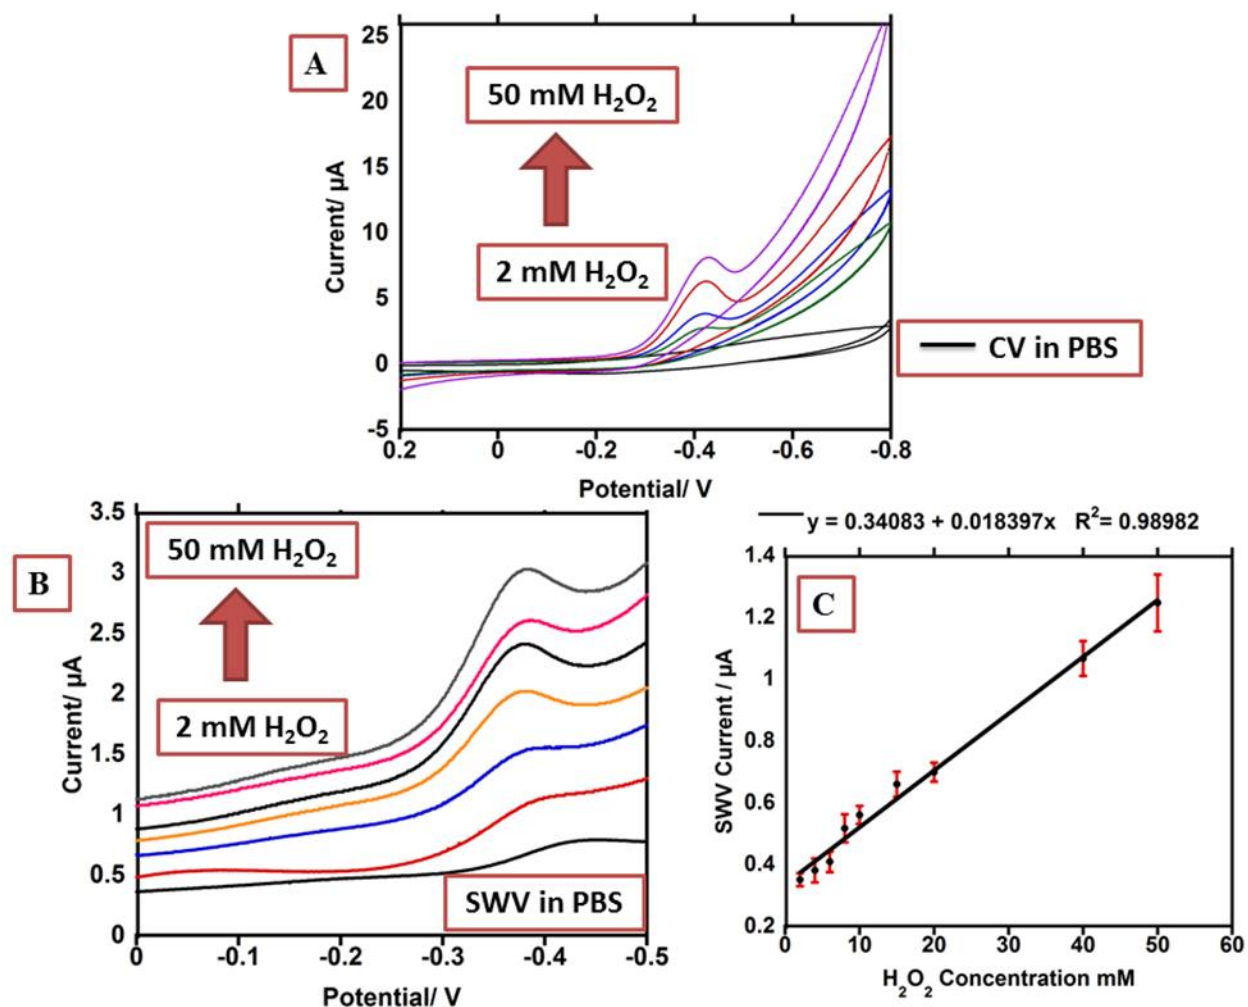 A
50 mM H₂O₂
2 mM H₂O₂
Current/ µA
25
20
15
10
5
0
-5
0.2 0 -0.2 -0.4 -0.6 -0.8
Potential/ V
CV in PBS
B
50 mM H₂O₂
2 mM H₂O₂
SWV in PBS
Current/ µA
3.5
3
2.5
2
1.5
1
0.5
0
0 -0.1 -0.2 -0.3 -0.4 -0.5
Potential/ V
y = 0.34083 + 0.018397x R²= 0.98982
C
SWV Current / µA
1.4
1.2
1
0.8
0.6
0.4
0.2
0 10 20 30 40 50 60
H₂O₂ Concentration mM